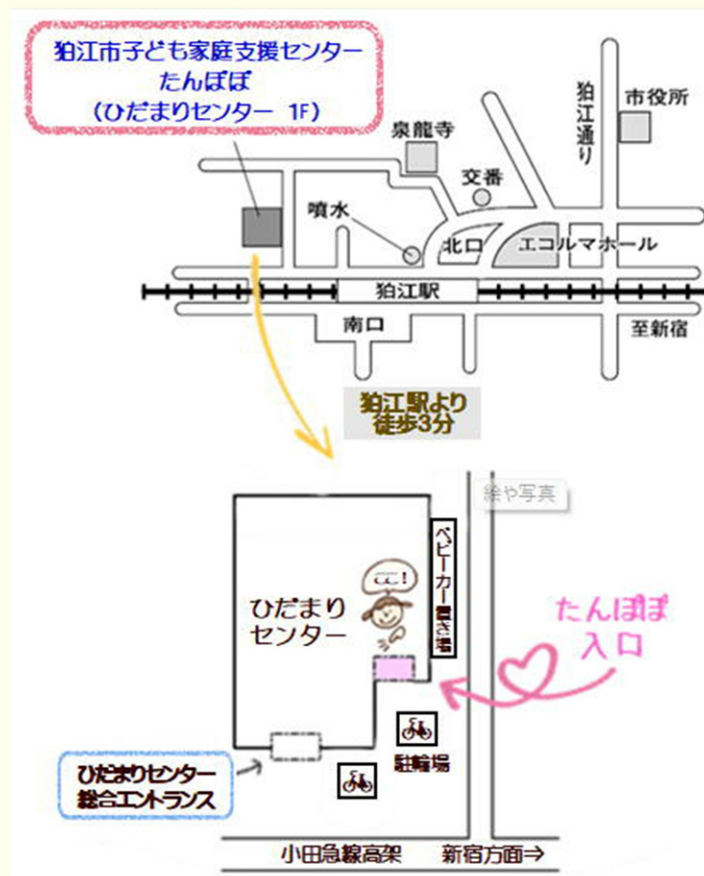 狛江市子ども家庭支援センター
たんぽぽ
（ひだまりセンター 1F）
泉龍寺
狛江通り
市役所
交番
噴水
北口
エコルマホール
狛江駅
南口
至新宿
狛江駅より
徒歩3分
絵や写真
ベビーカー置き場
ここ！
ひだまり
センター
たんぽぽ
入口
駐輪場
ひだまりセンター
総合エントランス
小田急線高架 新宿方面→